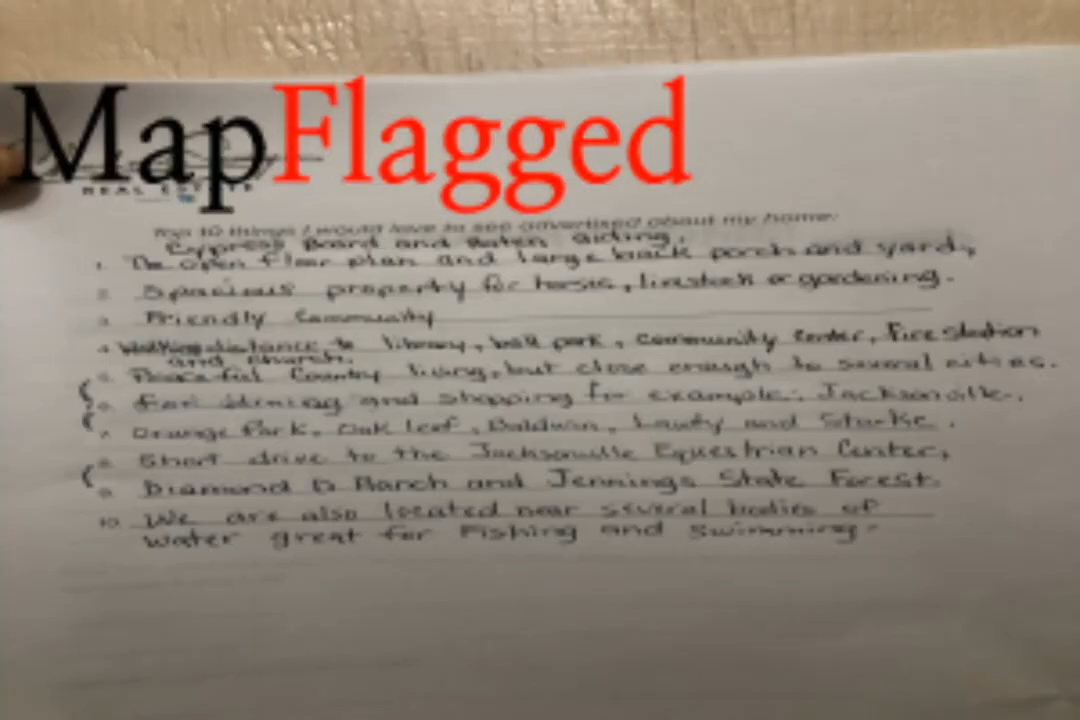 MapFlagged
REAL ESTATE
Top 10 things I would love to see advertised about my home:
Cypress Board and Baten siding,
1. The open floor plan and large back porch and yard,
2. Spacious property for horses, livestock or gardening.
3. Friendly Community
4. Walking distance to library, ball park, community center, fire station
and church.
5. Peaceful Country living, but close enough to several cities.
6. For dining and shopping for example: Jacksonville,
7. Orange Park, Oak leaf, Baldwin, Lawty and Starke.
8. Short drive to the Jacksonville Equestrian Center,
9. Diamond D Ranch and Jennings State Forest.
10. We are also located near several bodies of
water great for Fishing and Swimming.